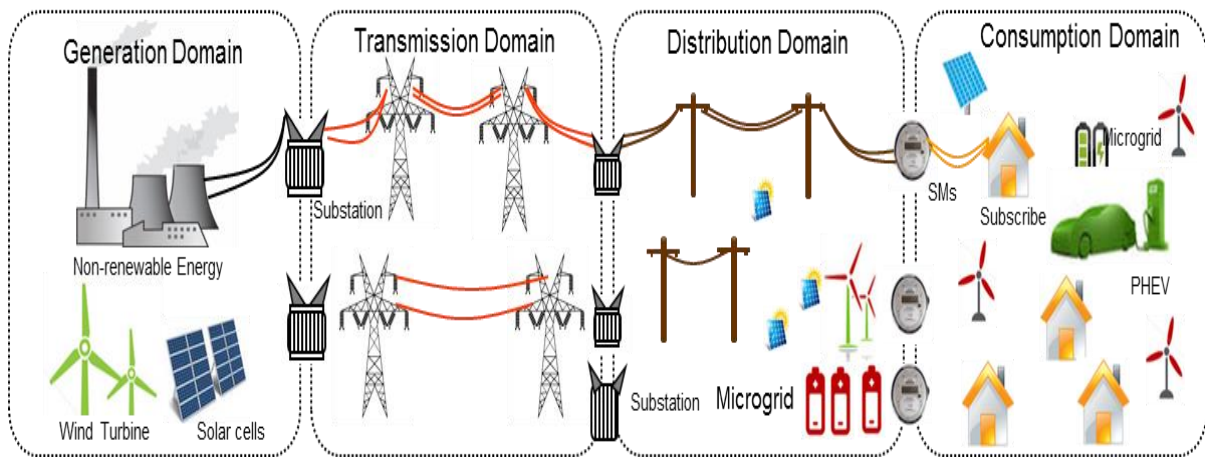 Generation Domain
Transmission Domain
Distribution Domain
Consumption Domain
Substation
Non-renewable Energy
Wind Turbine
Solar cells
Substation
Microgrid
SMs
Subscribe
Microgrid
PHEV